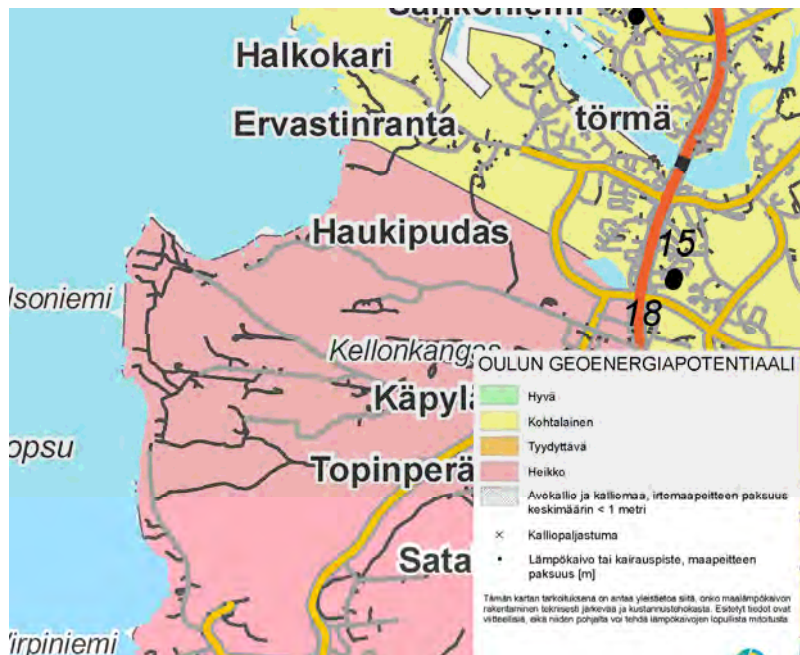 Halkokari
Ervastinranta
törmä
Haukipudas
15
Isoniemi
18
Kellonkangas
OULUN GEOENERGIAPOTENTIAALI
Hyvä
Käpylä
Kohtalainen
Tyydyttävä
opsu
Topinperä
Heikko
Avokallio ja kalliomaa, irtomaapeitteen paksuus
keskimäärin < 1 metri
Kalliopaljastuma
Sata
Lämpökaivo tai kairauspiste, maapeitteen
paksuus [m]
Tämän kartan tarkoituksena on antaa yleistietoa siitä, onko maalämpökaivon
rakentaminen teknisesti järkevää ja kustannustehokasta. Esitetyt tiedot ovat
viitteellisiä, eikä niiden pohjalta voi tehdä lämpökaivojen lopullista mitoitusta
Virpiniemi